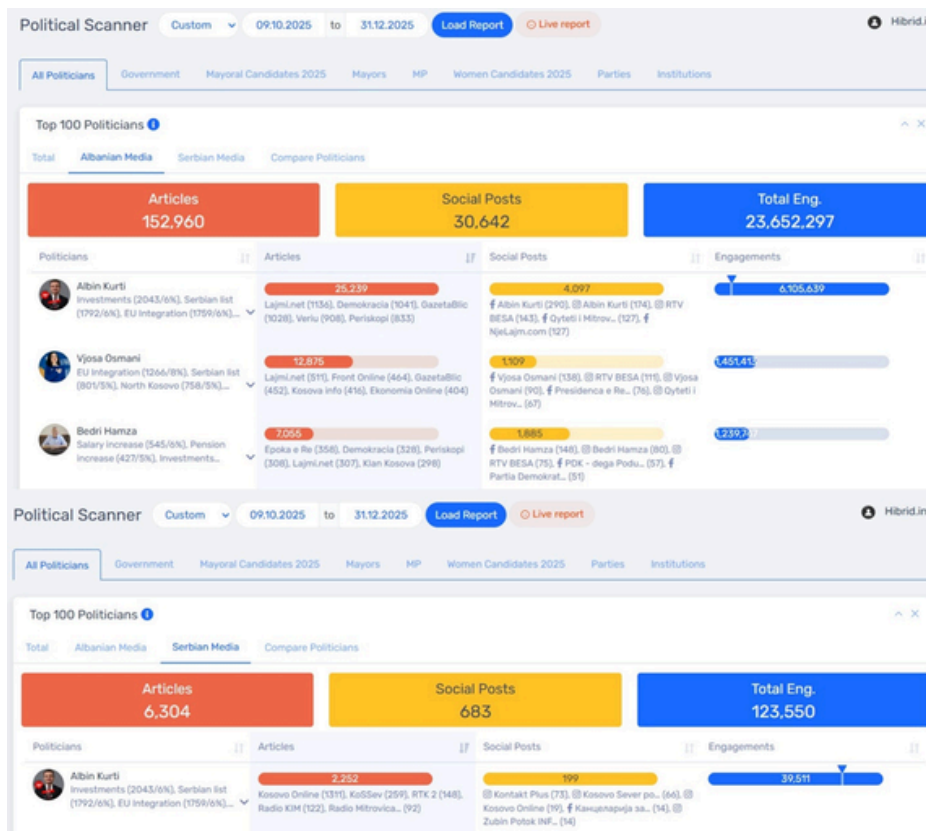 Political Scanner Custom 09.10.2025 to 31.12.2025 Load Report Live report Hibrid.i
All Politicians Government Mayoral Candidates 2025 Mayors MP Women Candidates 2025 Parties Institutions
Top 100 Politicians
Total Albanian Media Serbian Media Compare Politicians
Articles Social Posts Total Eng.
152,960 30,642 23,652,297
Politicians Articles Social Posts Engagements
Albin Kurti
Investments (2043/6%), Serbian list
(1792/6%), EU Integration (1759/6%),...
25,239
Lajmi.net (1136), Demokracia (1041), GazetaBlic
(1028), Veriu (908), Periskopi (833)
4,097
Albin Kurti (290), Albin Kurti (174), RTV
BESA (143), Qyteti i Mitrov... (127),
NjeLajm.com (127)
6,105,639
Vjosa Osmani
EU Integration (1266/8%), Serbian list
(801/5%), North Kosovo (758/5%),...
12,875
Lajmi.net (511), Front Online (464), GazetaBlic
(452), Kosova info (416), Ekonomia Online (404)
1,109
Vjosa Osmani (138), RTV BESA (111), Vjosa
Osmani (90), Presidenca e Re... (76), Qyteti i
Mitrov... (67)
1,451,413
Bedri Hamza
Salary increase (545/6%), Pension
increase (427/5%), Investments...
7,055
Epoka e Re (358), Demokracia (328), Periskopi
(308), Lajmi.net (307), Klan Kosova (298)
1,885
Bedri Hamza (148), Bedri Hamza (80),
RTV BESA (75), PDK - dega Podu... (57),
Partia Demokrat... (51)
Political Scanner Custom 09.10.2025 to 31.12.2025 Load Report Live report Hibrid.in
All Politicians Government Mayoral Candidates 2025 Mayors MP Women Candidates 2025 Parties Institutions
Top 100 Politicians
Total Albanian Media Serbian Media Compare Politicians
Articles Social Posts Total Eng.
6,304 683 123,550
Politicians Articles Social Posts Engagements
Albin Kurti
Investments (2043/6%), Serbian list
(1792/6%), EU Integration (1759/6%),...
2,252
Kosovo Online (1311), KoSSev (259), RTK 2 (148),
Radio KIM (122), Radio Mitrovica... (92)
199
Kontakt Plus (73), Kosovo Sever po... (66),
Kosovo Online (19), Канцеларија за... (14),
Zubin Potok INF... (14)
39,511